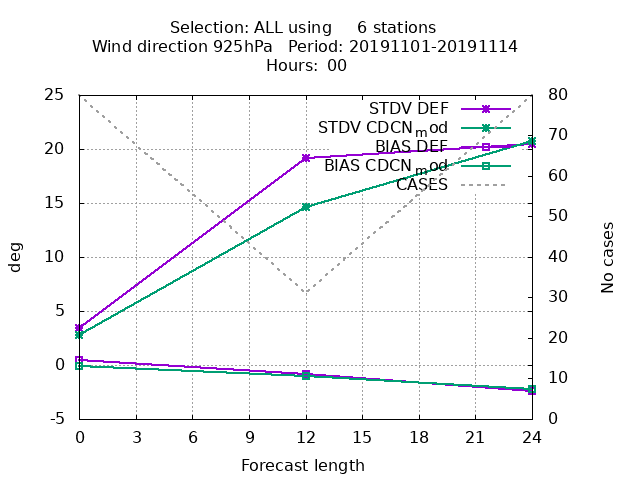 Selection: ALL using     6 stations
Wind direction 925hPa   Period: 20191101-20191114
Hours: 00
25
20
15
10
5
0
-5
deg
80
70
60
50
40
30
20
10
0
No cases
STDV DEF
STDV CDCN_mod
BIAS DEF
BIAS CDCN_mod
CASES
0 3 6 9 12 15 18 21 24
Forecast length